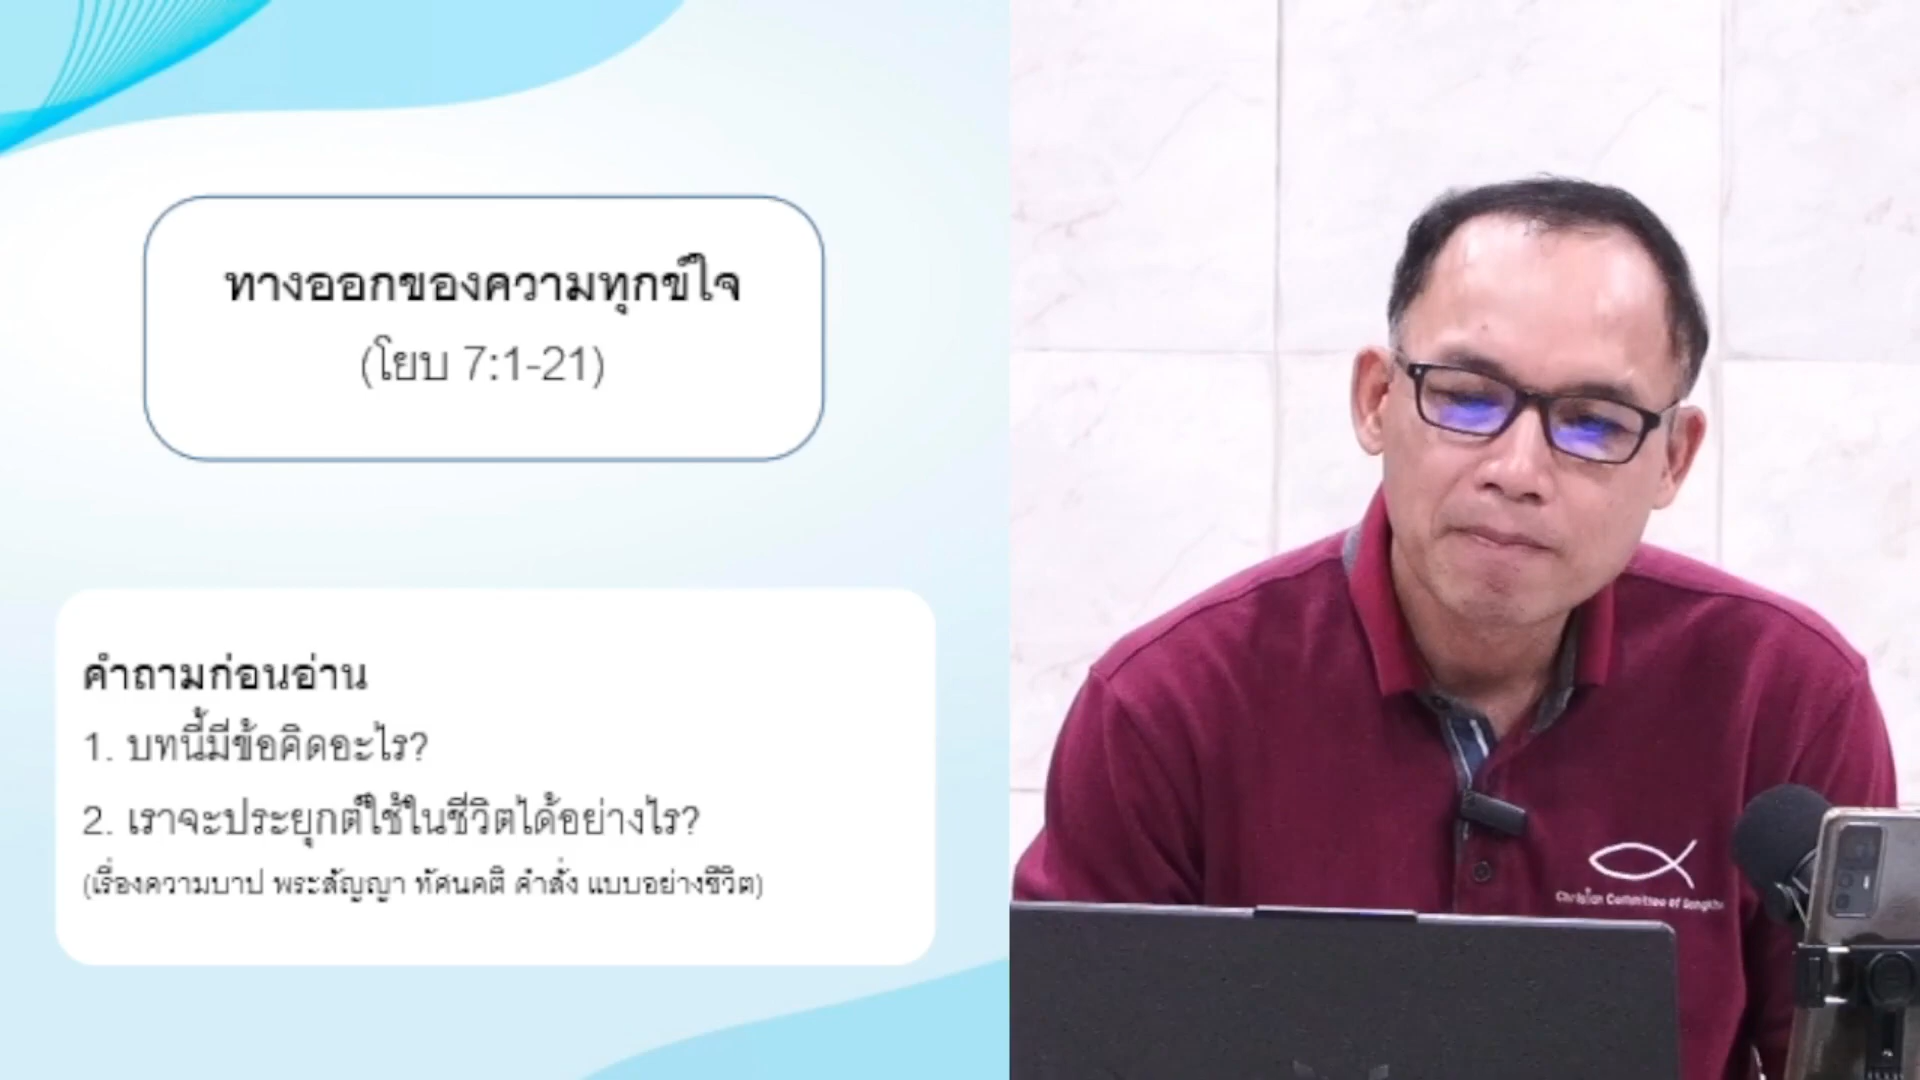 ทางออกของความทุกข์ใจ
(โยบ 7:1-21)
คำถามก่อนอ่าน
1. บทนี้มีข้อคิดอะไร?
2. เราจะประยุกต์ใช้ในชีวิตได้อย่างไร?
(เรื่องความบาป พระสัญญา ทัศนคติ คำสั่ง แบบอย่างชีวิต)
Christian Committee of Songkhla